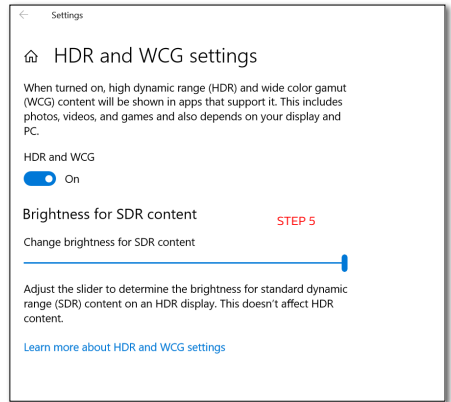 Settings
HDR and WCG settings
When turned on, high dynamic range (HDR) and wide color gamut
(WCG) content will be shown in apps that support it. This includes
photos, videos, and games and also depends on your display and
PC.
HDR and WCG
On
Brightness for SDR content
STEP 5
Change brightness for SDR content
Adjust the slider to determine the brightness for standard dynamic
range (SDR) content on an HDR display. This doesn't affect HDR
content.
Learn more about HDR and WCG settings